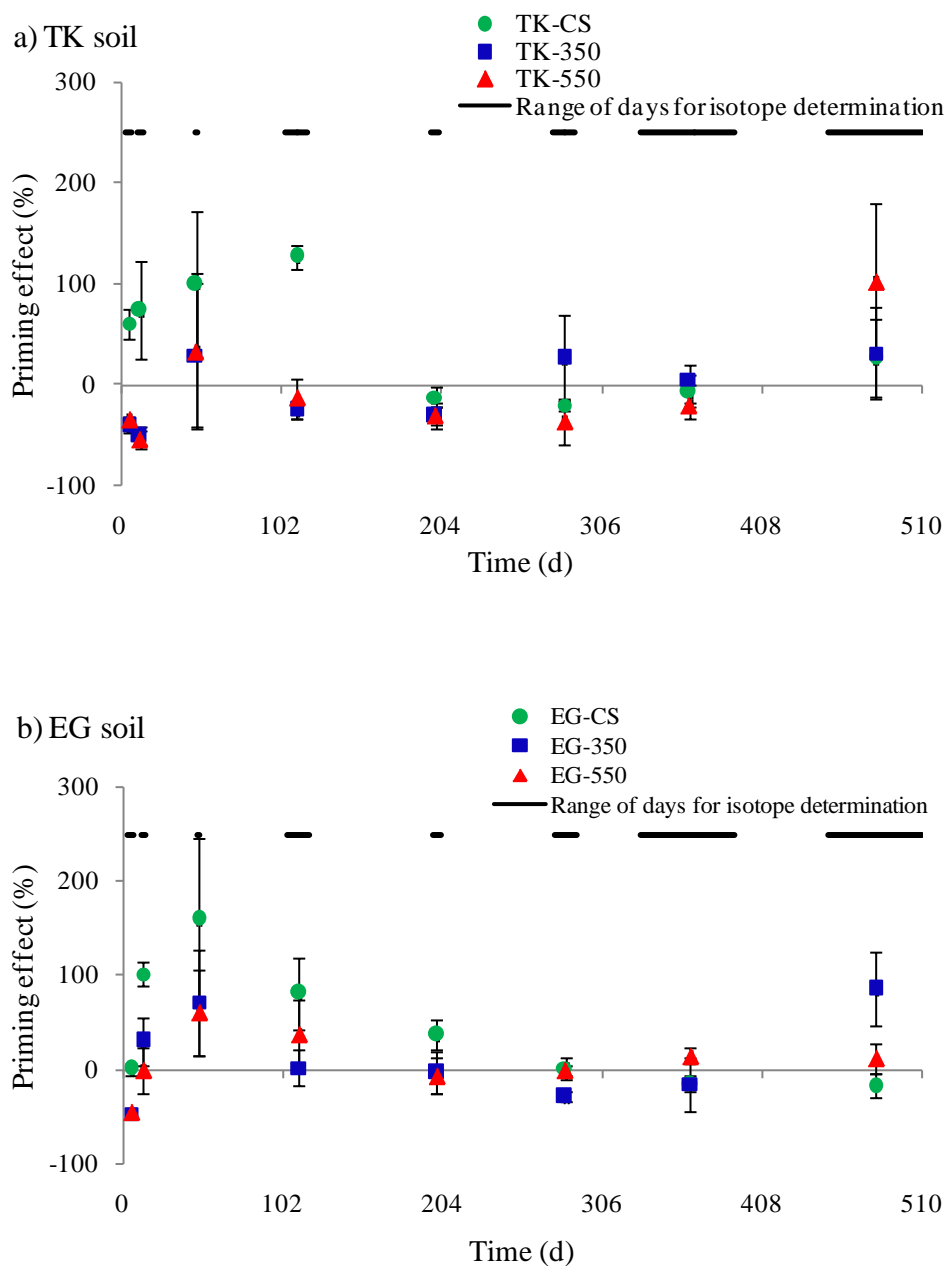 a) TK soil
TK-CS
TK-350
TK-550
Range of days for isotope determination
300
200
100
0
-100
Priming effect (%)
0 102 204 306 408 510
Time (d)
b) EG soil
EG-CS
EG-350
EG-550
Range of days for isotope determination
300
200
100
0
-100
Priming effect (%)
0 102 204 306 408 510
Time (d)